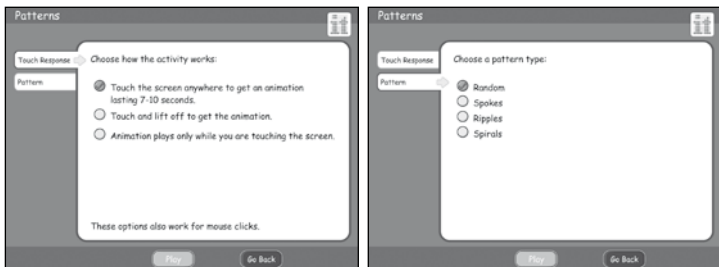 Patterns
Touch Response
Pattern
Choose how the activity works:
Touch the screen anywhere to get an animation
lasting 7-10 seconds.
Touch and lift off to get the animation.
Animation plays only while you are touching the screen.
These options also work for mouse clicks.
Play
Go Back
Patterns
Touch Response
Pattern
Choose a pattern type:
Random
Spokes
Ripples
Spirals
Play
Go Back